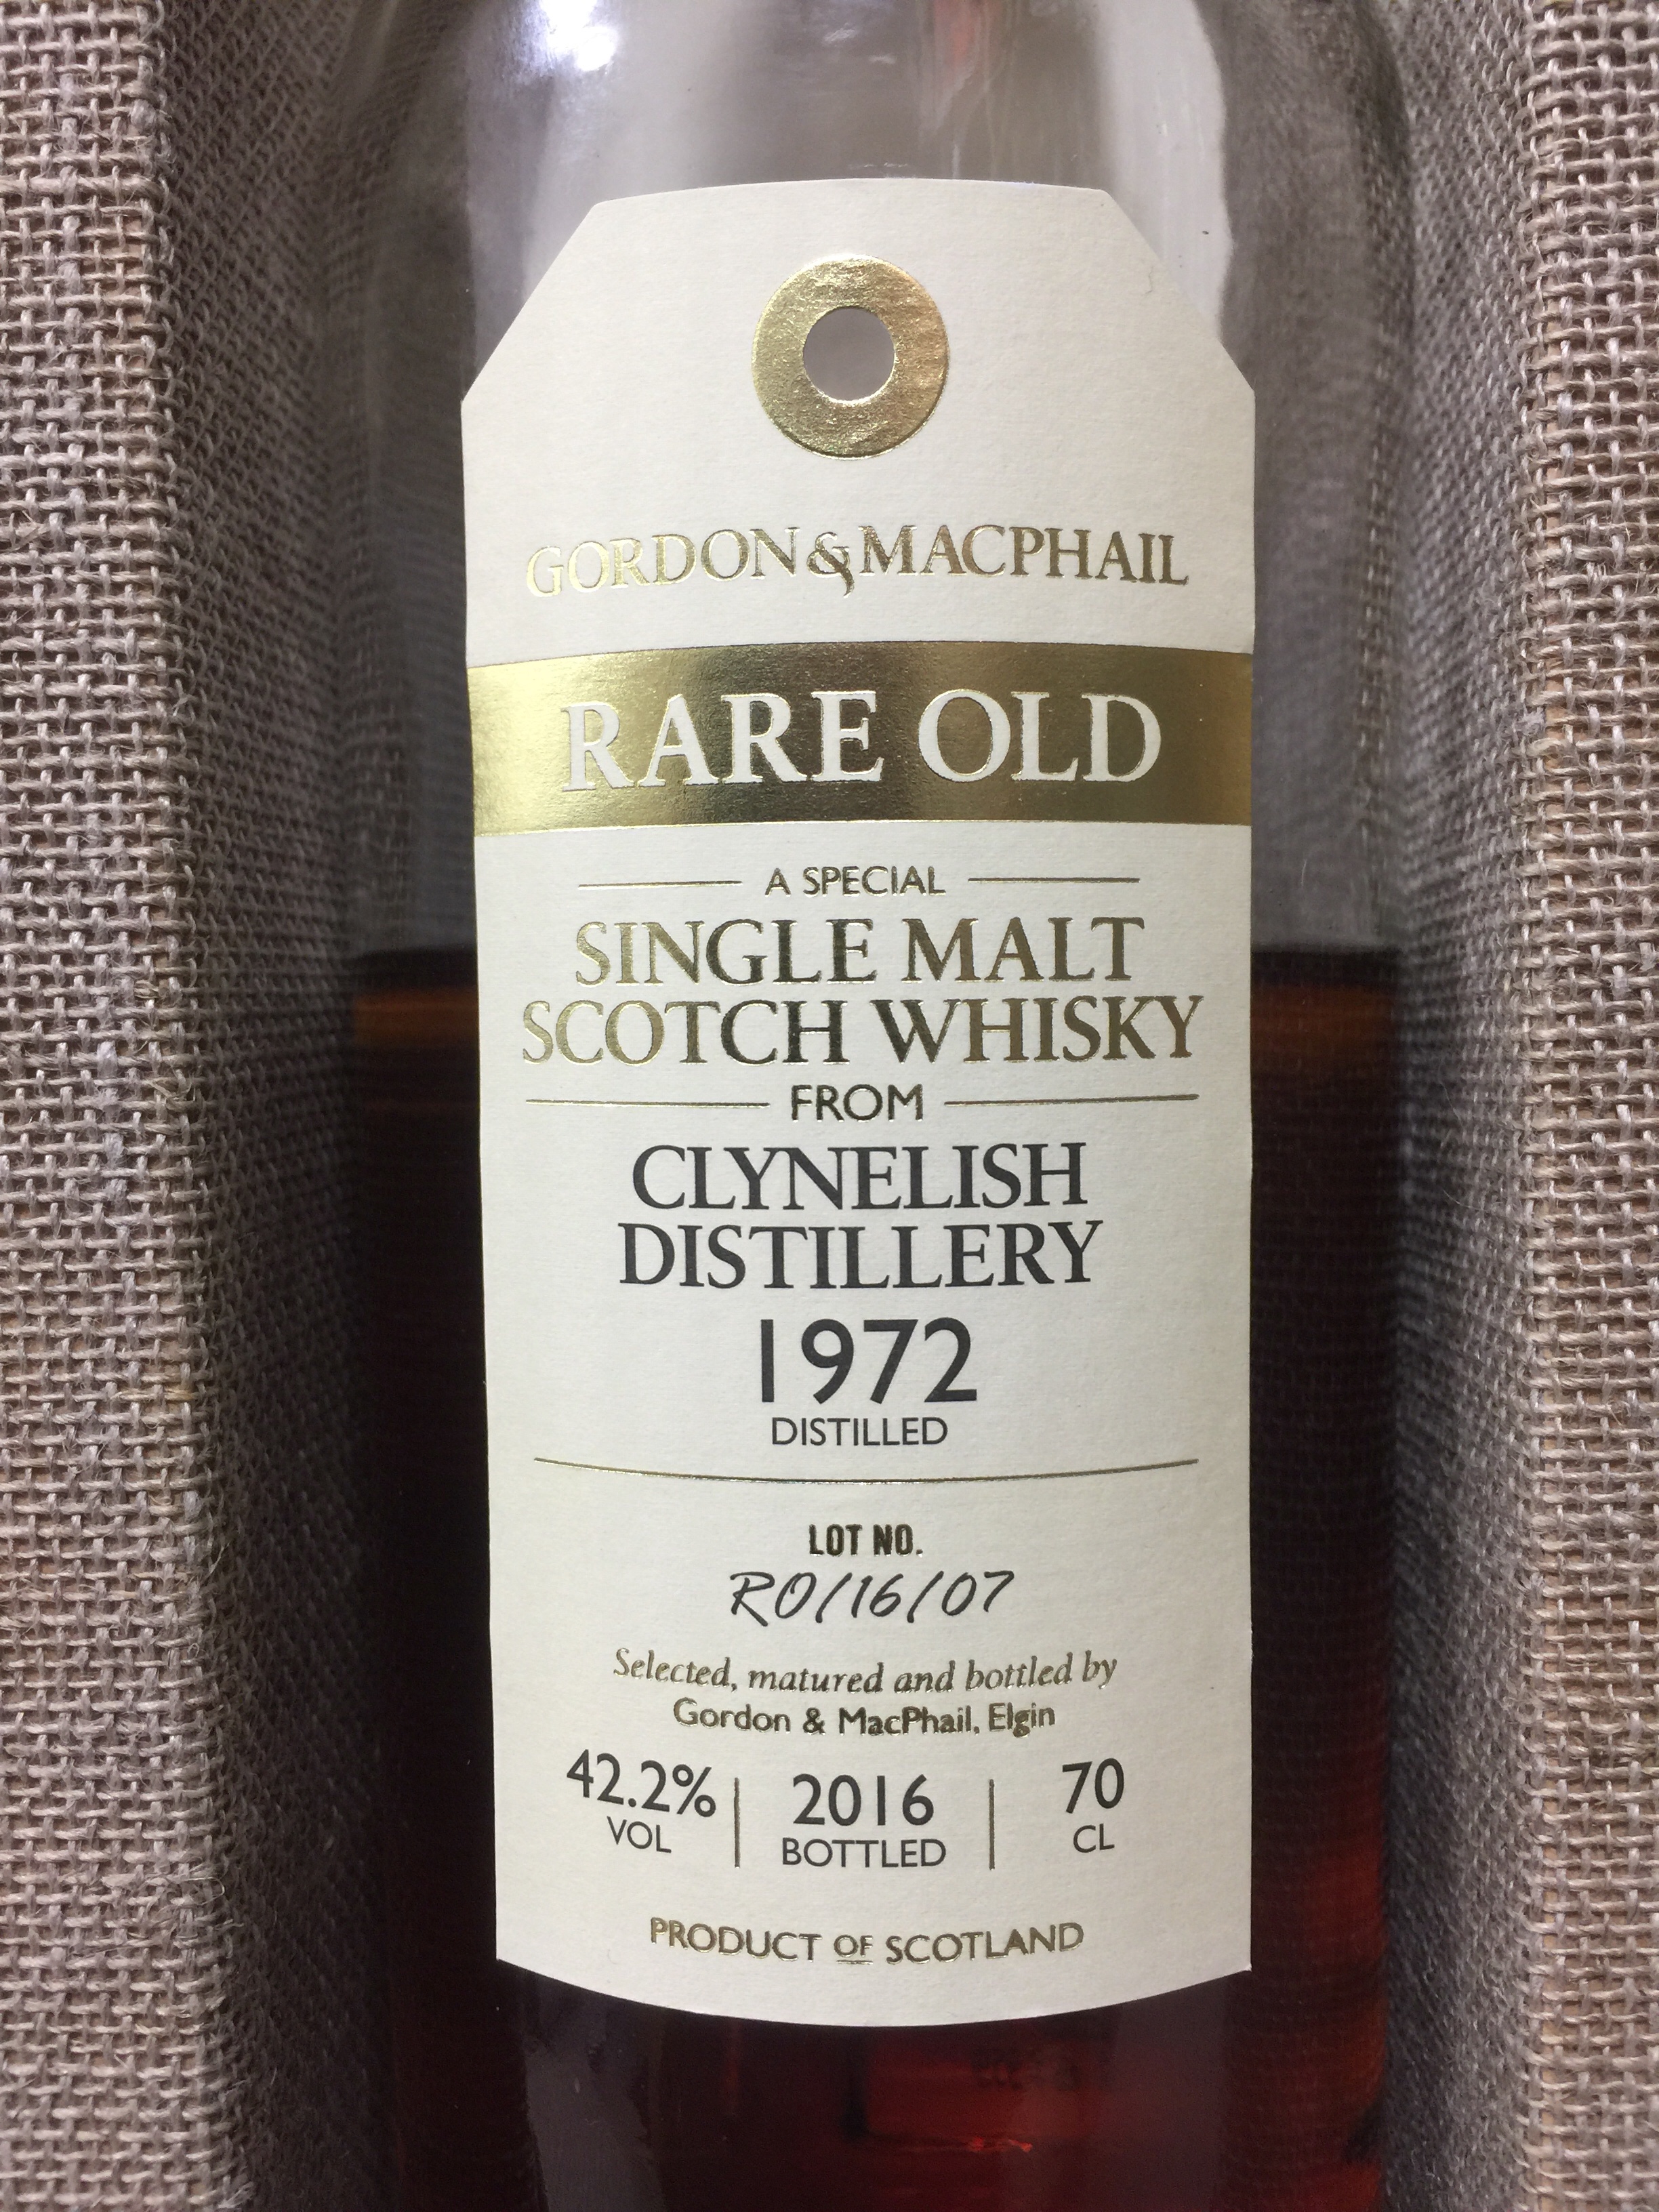 GORDON & MACPHAIL
RARE OLD
A SPECIAL
SINGLE MALT
SCOTCH WHISKY
FROM
CLYNELISH
DISTILLERY
1972
DISTILLED
LOT NO.
RO/16/07
Selected, matured and bottled by
Gordon & MacPhail, Elgin
42.2% 2016 70
VOL BOTTLED CL
PRODUCT OF SCOTLAND